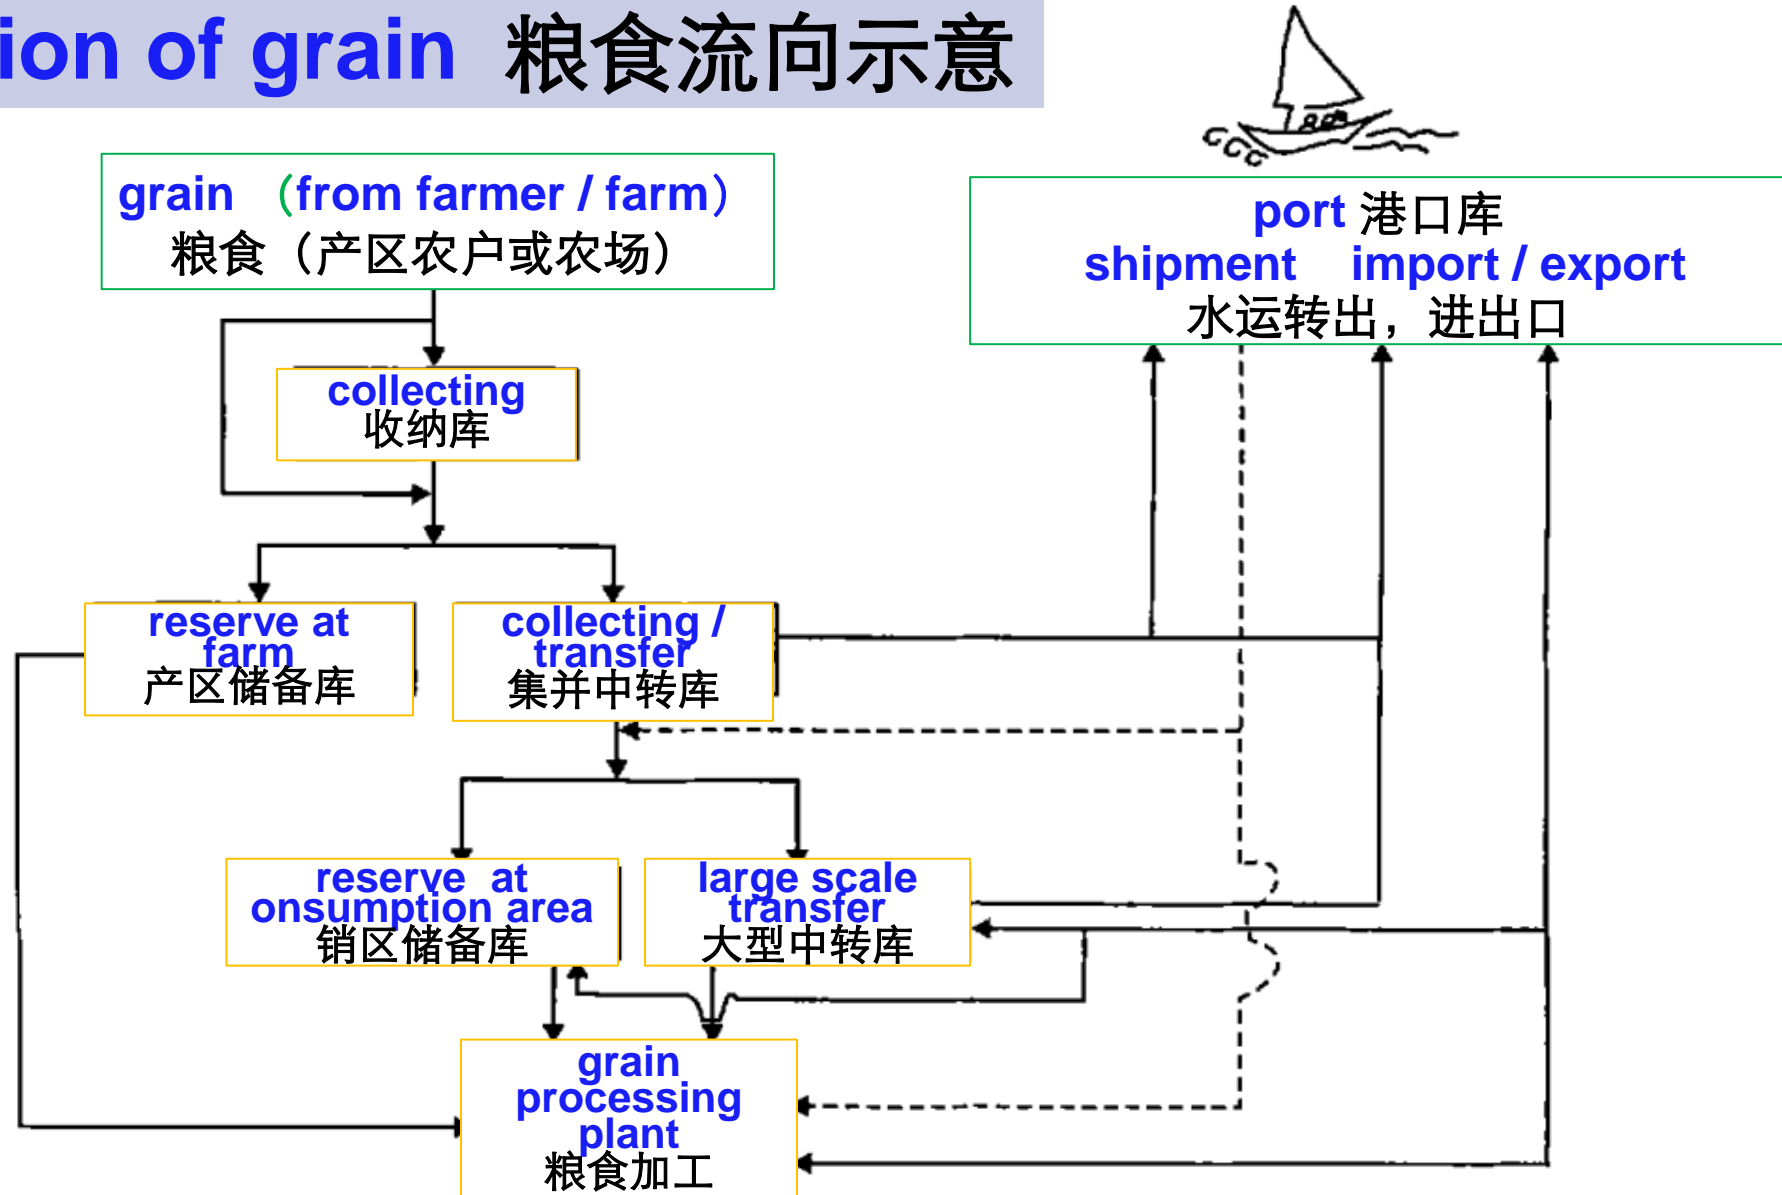 ion of grain 粮食流向示意
grain （from farmer / farm）
粮食（产区农户或农场）
port 港口库
shipment import / export
水运转出，进出口
collecting
收纳库
reserve at
farm
产区储备库
collecting /
transfer
集并中转库
reserve at
onsumption area
销区储备库
large scale
transfer
大型中转库
grain
processing
plant
粮食加工